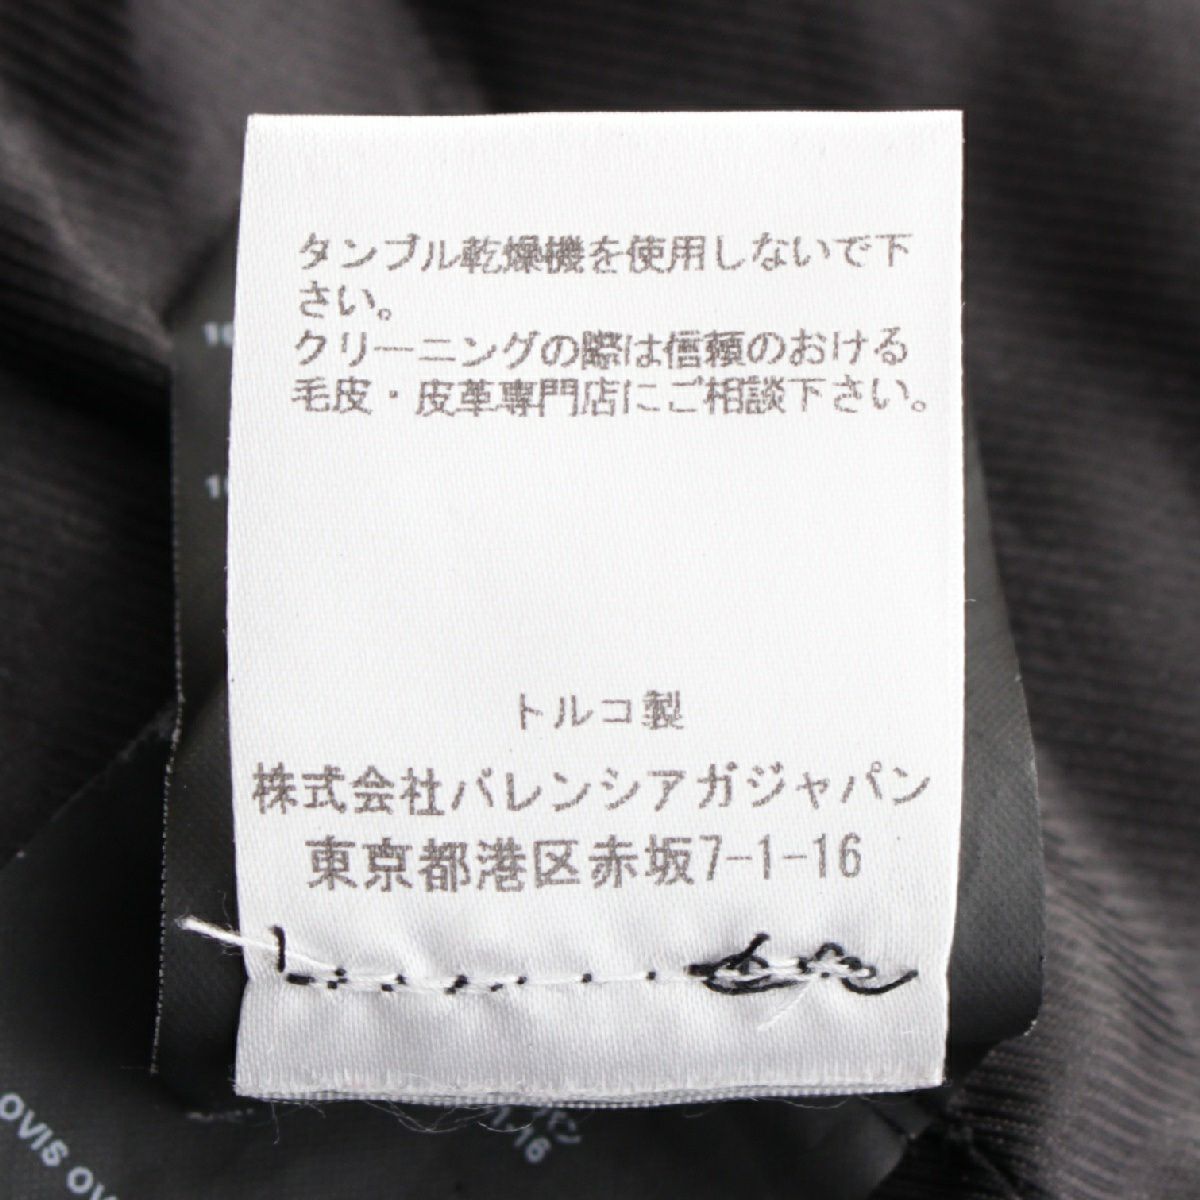 タンブル乾燥機を使用しないで下
さい。
クリーニングの際は信頼のおける
毛皮・皮革専門店にご相談下さい。
トルコ製
株式会社バレンシアガジャパン
東京都港区赤坂7-1-16
OVIS